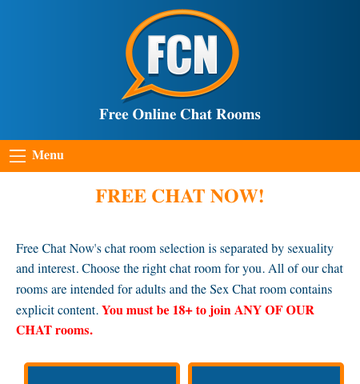 FCN
Free Online Chat Rooms
Menu
FREE CHAT NOW!
Free Chat Now's chat room selection is separated by sexuality
and interest. Choose the right chat room for you. All of our chat
rooms are intended for adults and the Sex Chat room contains
explicit content. You must be 18+ to join ANY OF OUR
CHAT rooms.